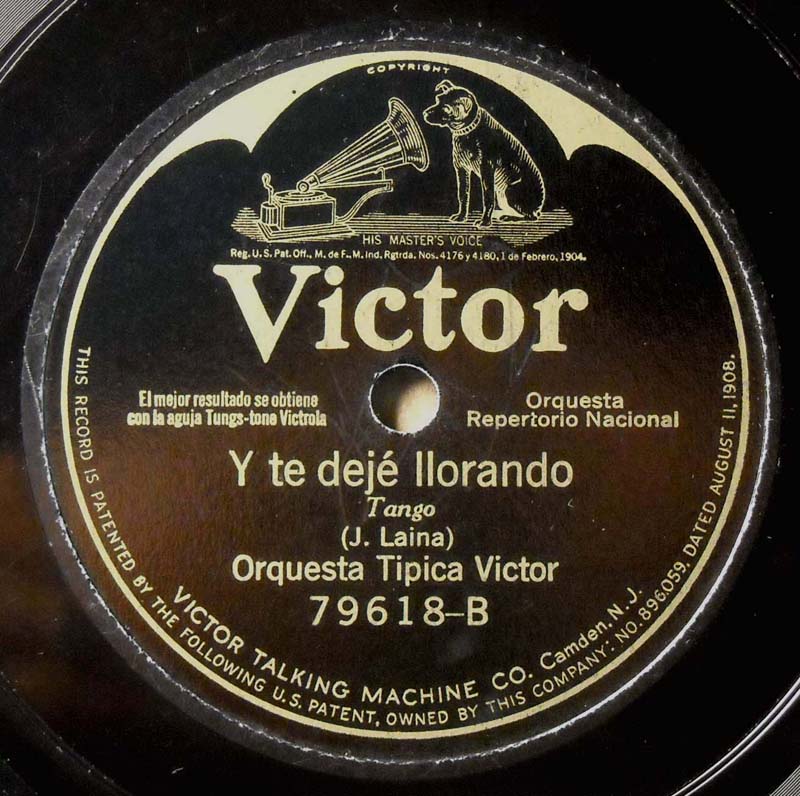 COPYRIGHT
HIS MASTER'S VOICE
Reg. U.S. Pat. Off., M. de F., M. Ind. Rgtrda. Nos. 4176 y 4180, 1 de Febrero, 1904.
Victor
El mejor resultado se obtiene
con la aguja Tungs-tone Victrola
Orquesta
Repertorio Nacional
Y te dejé llorando
Tango
(J. Laina)
Orquesta Tipica Victor
79618-B
VICTOR TALKING MACHINE CO. Camden, N. J.
THIS RECORD IS PATENTED BY THE FOLLOWING U.S. PATENT, OWNED BY THIS COMPANY: NO. 896,059. DATED AUGUST 11, 1908.